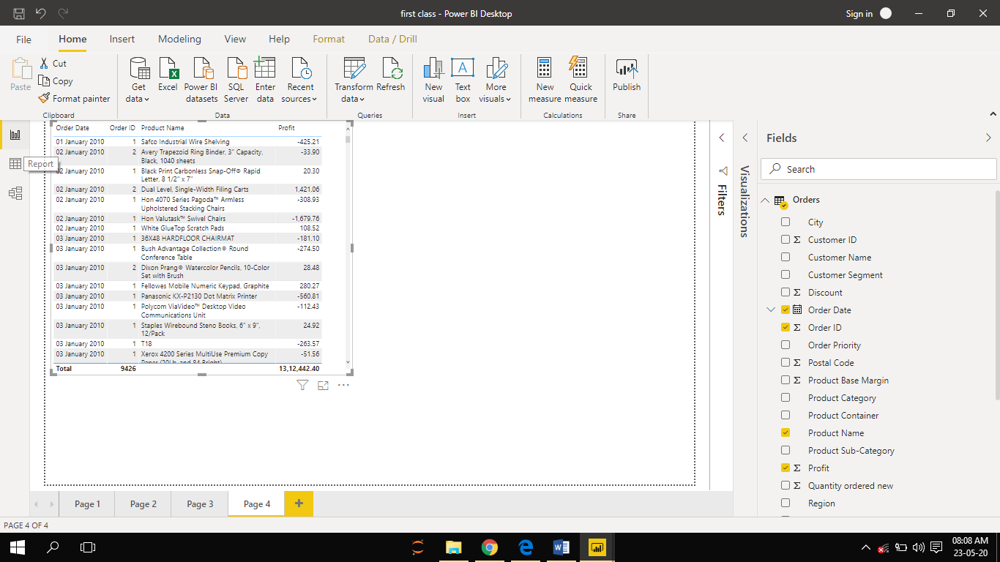 first class - Power BI Desktop
Sign in
File Home Insert Modeling View Help Format Data / Drill
Paste
Cut
Copy
Format painter
Clipboard
Get data
Excel
Power BI datasets
SQL Server
Enter data
Recent sources
Data
Transform data
Refresh
Queries
New visual
Text box
More visuals
Insert
New measure
Quick measure
Calculations
Publish
Share
Report
Order Date Order ID Product Name Profit
01 January 2010 1 Safco Industrial Wire Shelving -425.21
02 January 2010 2 Avery Trapezoid Ring Binder, 3" Capacity, -33.90
Black, 1040 sheets
02 January 2010 1 Black Print Carbonless Snap-Off® Rapid 20.30
Letter, 8 1/2" x 7"
02 January 2010 2 Dual Level, Single-Width Filing Carts 1,421.06
02 January 2010 1 Hon 4070 Series Pagoda™ Armless -308.93
Upholstered Stacking Chairs
02 January 2010 1 Hon Valutask™ Swivel Chairs -1,679.76
02 January 2010 1 White GlueTop Scratch Pads 108.52
03 January 2010 1 36X48 HARDFLOOR CHAIRMAT -181.10
03 January 2010 1 Bush Advantage Collection® Round -274.50
Conference Table
03 January 2010 2 Dixon Prang® Watercolor Pencils, 10-Color 28.48
Set with Brush
03 January 2010 1 Fellowes Mobile Numeric Keypad, Graphite 280.27
03 January 2010 1 Panasonic KX-P2130 Dot Matrix Printer -560.81
03 January 2010 1 Polycom ViaVideo™ Desktop Video -112.43
Communications Unit
03 January 2010 1 Staples Wirebound Steno Books, 6" x 9", 24.92
12/Pack
03 January 2010 1 T18 -263.57
03 January 2010 1 Xerox 4200 Series MultiUse Premium Copy -51.56
Paper (20Lb. and 84 Bright)
Total 9426 13,12,442.40
Filters
Visualizations
Fields
Search
Orders
City
Σ Customer ID
Customer Name
Customer Segment
Σ Discount
Order Date
Σ Order ID
Order Priority
Σ Postal Code
Σ Product Base Margin
Product Category
Product Container
Product Name
Product Sub-Category
Σ Profit
Σ Quantity ordered new
Region
Page 1 Page 2 Page 3 Page 4 +
PAGE 4 OF 4
08:08 AM
23-05-20